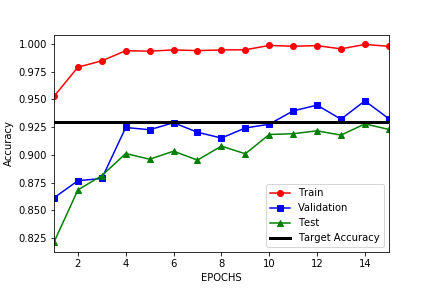 1.000
0.975
0.950
0.925
0.900
0.875
0.850
0.825
Accuracy
Train
Validation
Test
Target Accuracy
2 4 6 8 10 12 14
EPOCHS